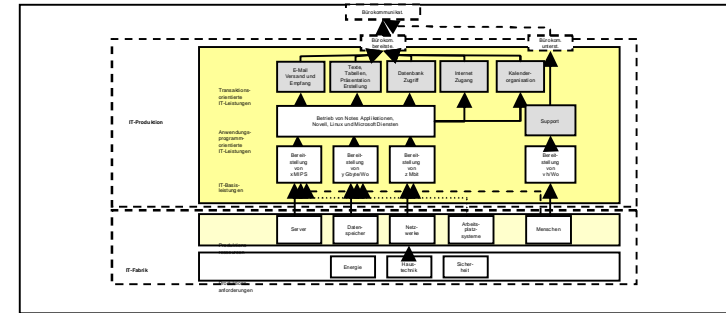 Bürokommunikat.
Bürokom.
bereitste.
Bürokom.
unterst.
E-Mail
Versand und
Empfang
Texte,
Tabellen,
Präsentation
Erstellung
Datenbank
Zugriff
Internet
Zugang
Kalender-
organisation
Transaktions-
orientierte
IT-Leistungen
IT-Produktion
Betrieb von Notes Applikationen,
Novell, Linux und Microsoft Diensten
Support
Anwendungs-
programm-
orientierte
IT-Leistungen
Bereit-
stellung
von
x MIPS
Bereit-
stellung
von
y Gbyte/Wo
Bereit-
stellung
von
z Mbit
Bereit-
stellung
von
v h/Wo
IT-Basis-
leistungen
Server
Daten-
speicher
Netz-
werke
Arbeits-
platz-
systeme
Menschen
IT-Fabrik
Energie
Haus-
technik
Sicher-
heit
anforderungen